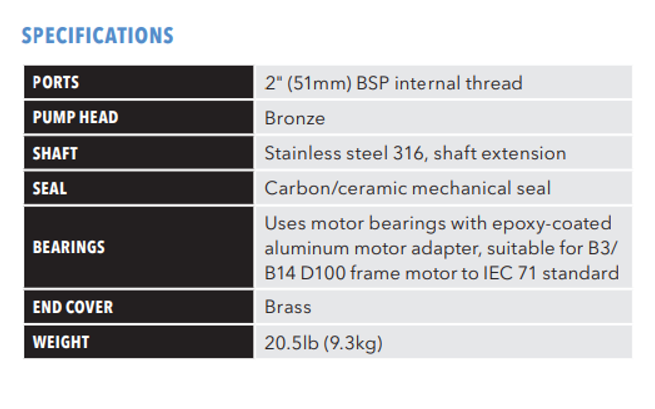 SPECIFICATIONS
PORTS 2" (51mm) BSP internal thread
PUMP HEAD Bronze
SHAFT Stainless steel 316, shaft extension
SEAL Carbon/ceramic mechanical seal
BEARINGS Uses motor bearings with epoxy-coated
aluminum motor adapter, suitable for B3/
B14 D100 frame motor to IEC 71 standard
END COVER Brass
WEIGHT 20.5lb (9.3kg)